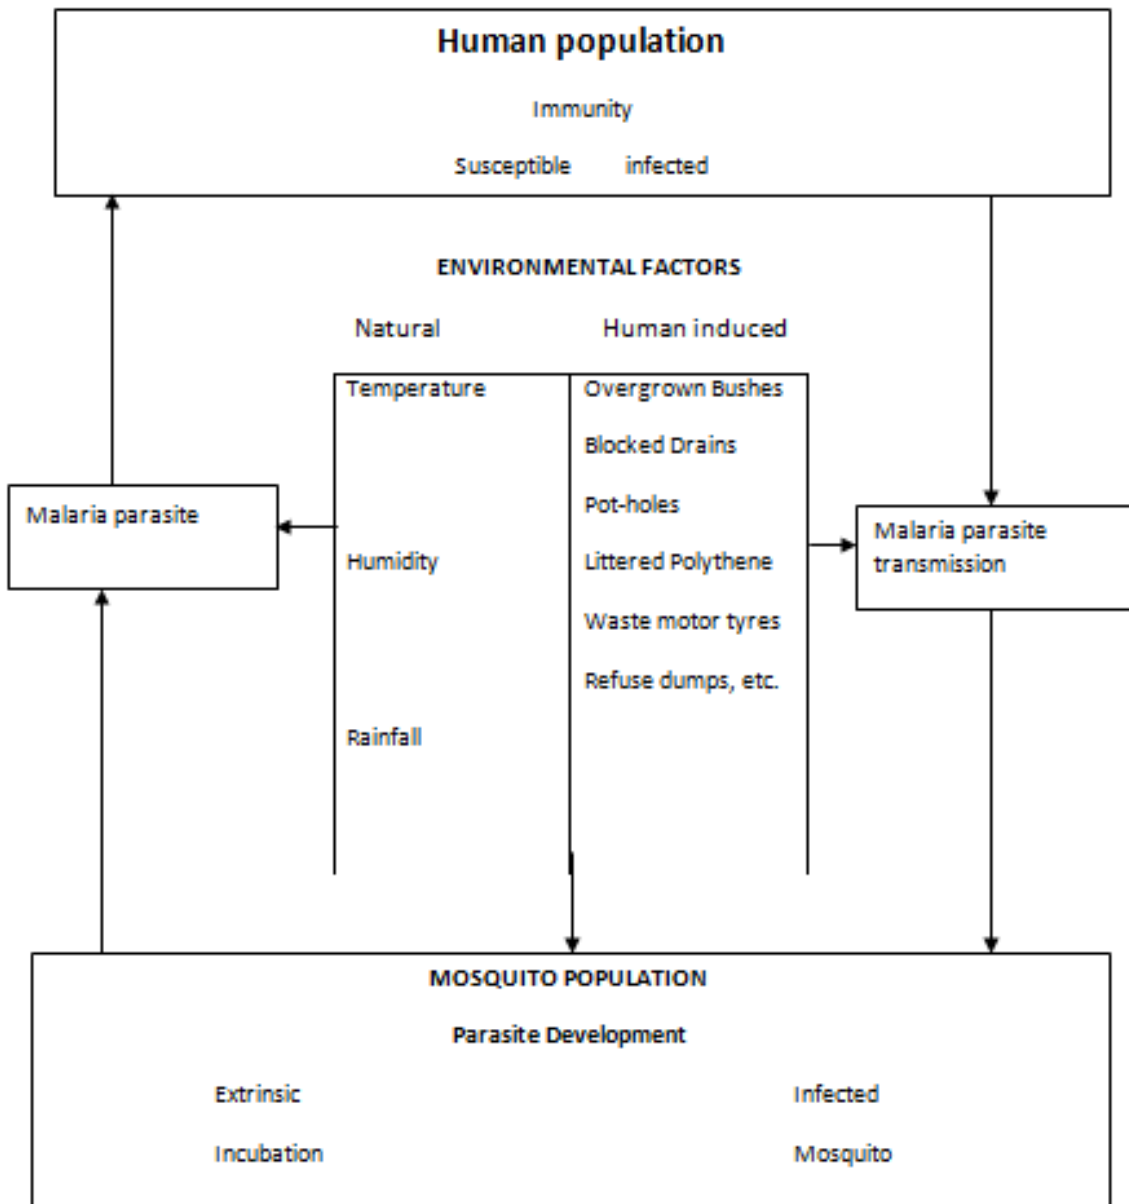 Human population
Immunity
Susceptible infected
ENVIRONMENTAL FACTORS
Natural Human induced
Temperature
Humidity
Rainfall
Overgrown Bushes
Blocked Drains
Pot-holes
Littered Polythene
Waste motor tyres
Refuse dumps, etc.
Malaria parasite
Malaria parasite
transmission
MOSQUITO POPULATION
Parasite Development
Extrinsic Infected
Incubation Mosquito